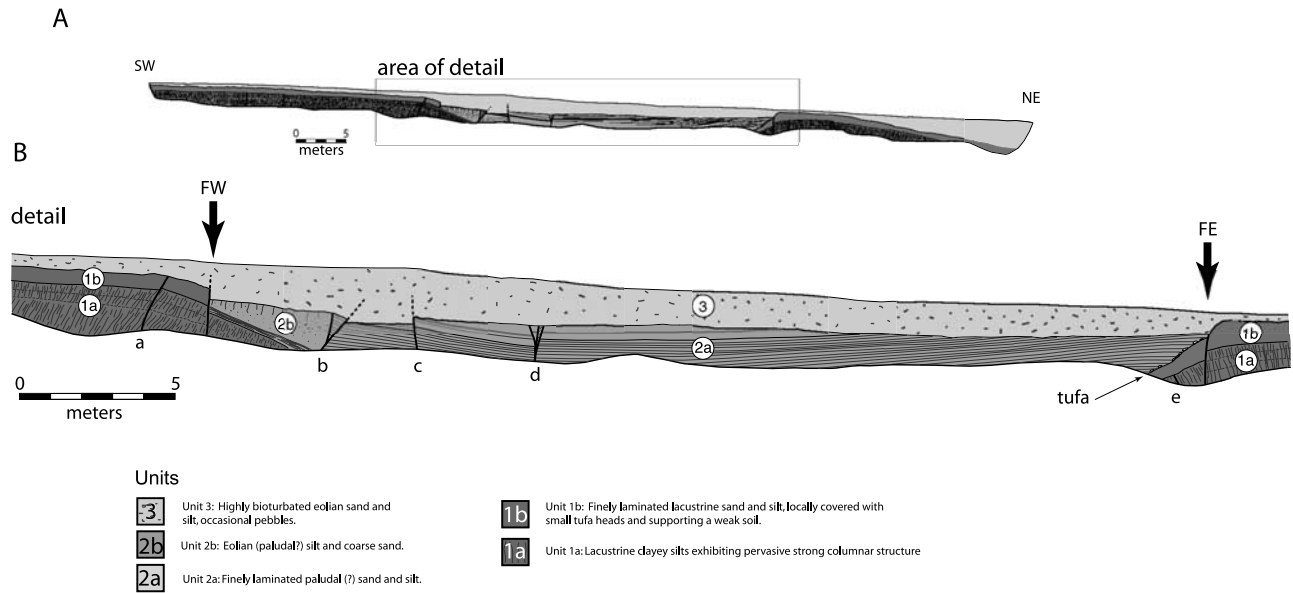 A
SW
area of detail
NE
0 5
meters
B
FW
detail
FE
1b
1a
2b
3
2a
1b
1a
a
b
c
d
e
tufa
0 5
meters
Units
3 Unit 3: Highly bioturbated eolian sand and
silt, occasional pebbles.
2b Unit 2b: Eolian (paludal?) silt and coarse sand.
2a Unit 2a: Finely laminated paludal (?) sand and silt.
1b Unit 1b: Finely laminated lacustrine sand and silt, locally covered with
small tufa heads and supporting a weak soil.
1a Unit 1a: Lacustrine clayey silts exhibiting pervasive strong columnar structure